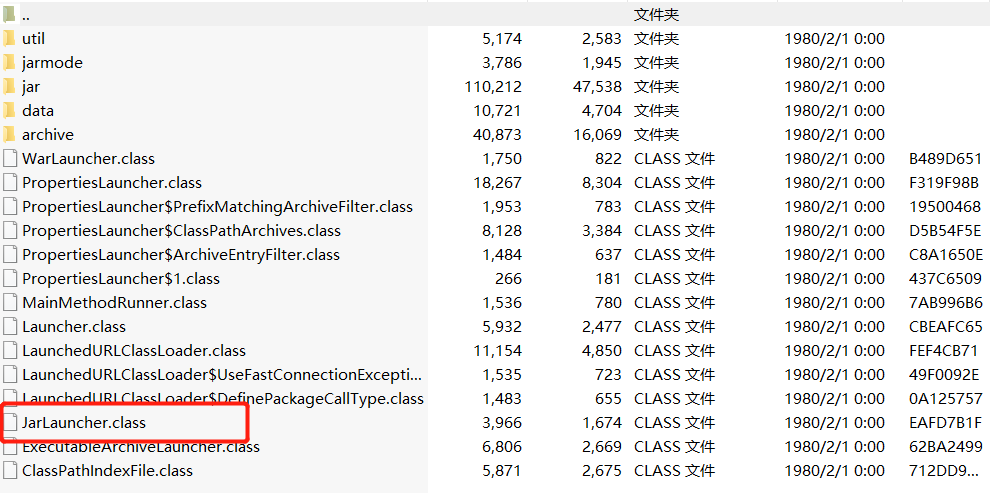 .. 文件夹
util 5,174 2,583 文件夹 1980/2/1 0:00
jarmode 3,786 1,945 文件夹 1980/2/1 0:00
jar 110,212 47,538 文件夹 1980/2/1 0:00
data 10,721 4,704 文件夹 1980/2/1 0:00
archive 40,873 16,069 文件夹 1980/2/1 0:00
WarLauncher.class 1,750 822 CLASS 文件 1980/2/1 0:00 B489D651
PropertiesLauncher.class 18,267 8,304 CLASS 文件 1980/2/1 0:00 F319F98B
PropertiesLauncher$PrefixMatchingArchiveFilter.class 1,953 783 CLASS 文件 1980/2/1 0:00 19500468
PropertiesLauncher$ClassPathArchives.class 8,128 3,384 CLASS 文件 1980/2/1 0:00 D5B54F5E
PropertiesLauncher$ArchiveEntryFilter.class 1,484 637 CLASS 文件 1980/2/1 0:00 C8A1650E
PropertiesLauncher$1.class 266 181 CLASS 文件 1980/2/1 0:00 437C6509
MainMethodRunner.class 1,536 780 CLASS 文件 1980/2/1 0:00 7AB996B6
Launcher.class 5,932 2,477 CLASS 文件 1980/2/1 0:00 CBEAFC65
LaunchedURLClassLoader.class 11,154 4,850 CLASS 文件 1980/2/1 0:00 FEF4CB71
LaunchedURLClassLoader$UseFastConnectionExcepti... 1,535 723 CLASS 文件 1980/2/1 0:00 49F0092E
LaunchedURLClassLoader$DefinePackageCallType.class 1,483 655 CLASS 文件 1980/2/1 0:00 0A125757
JarLauncher.class 3,966 1,674 CLASS 文件 1980/2/1 0:00 EAFD7B1F
ExecutableArchiveLauncher.class 6,806 2,669 CLASS 文件 1980/2/1 0:00 62BA2499
ClassPathIndexFile.class 5,871 2,675 CLASS 文件 1980/2/1 0:00 712DD9...